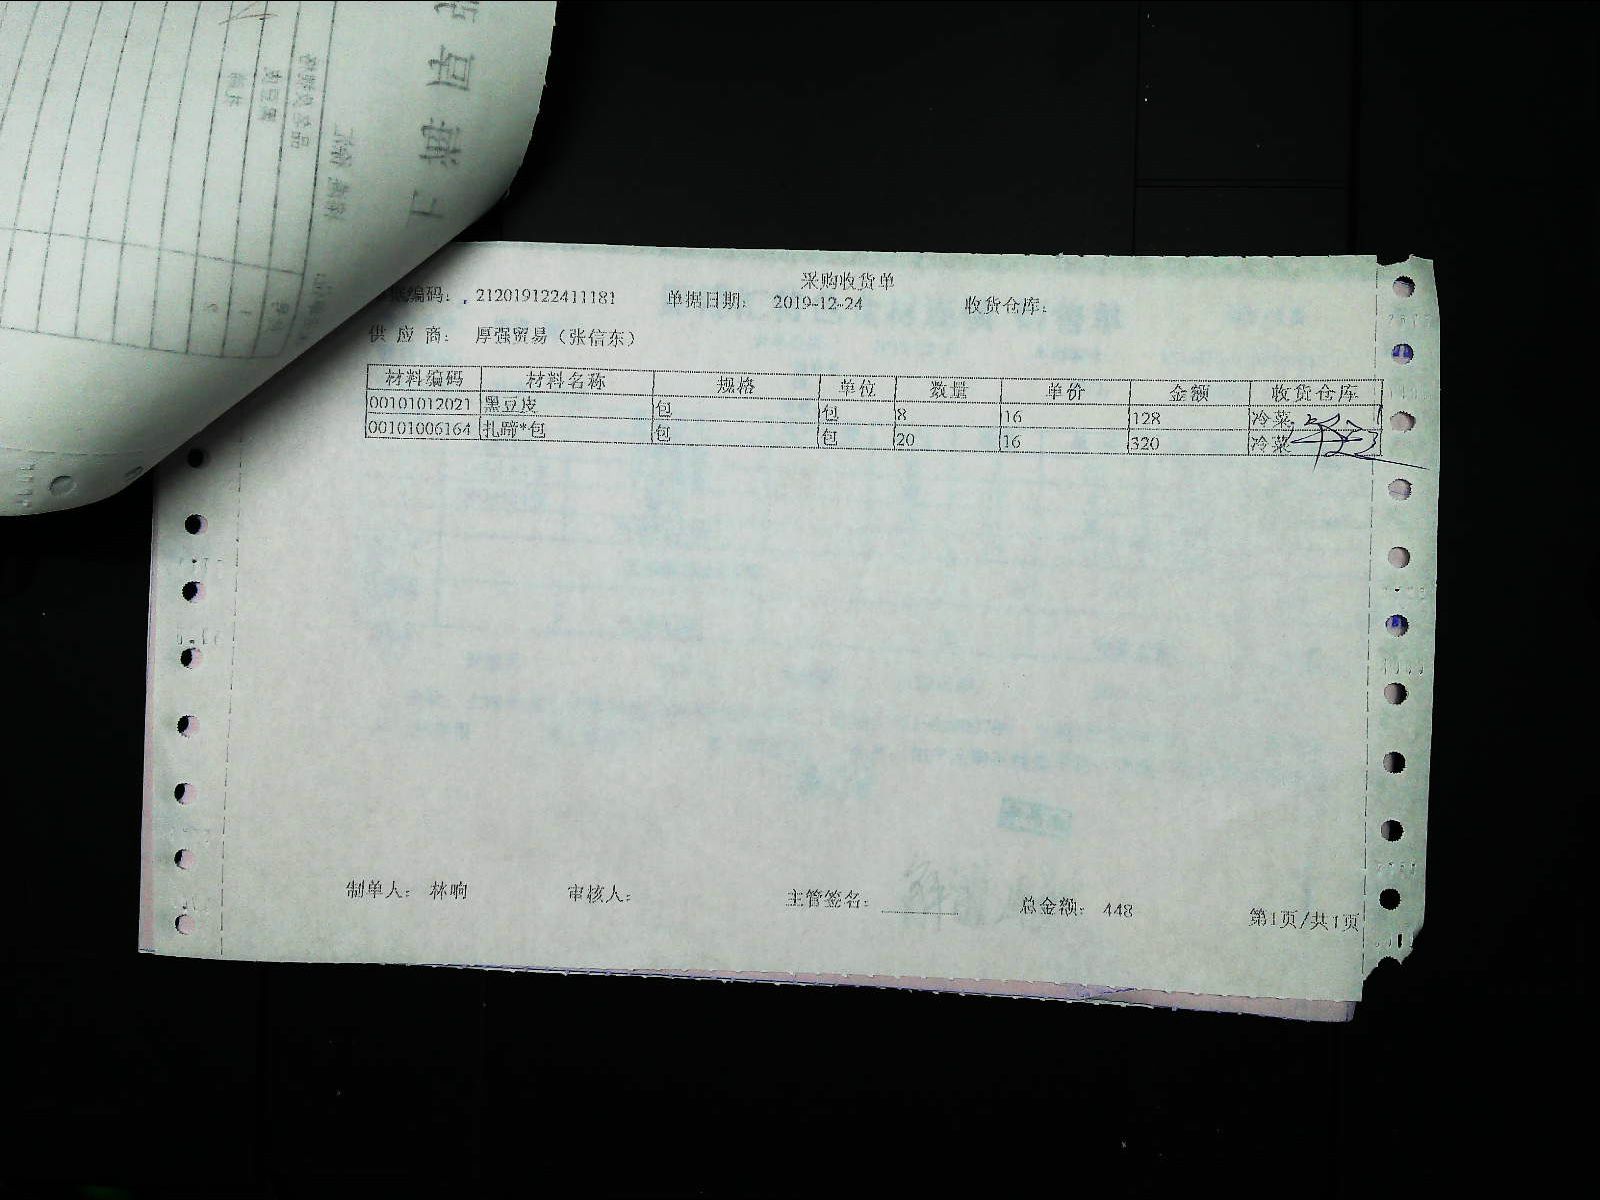 采购收货单
编码: 212019122411181 单据日期: 2019-12-24 收货仓库:
供应商: 厚强贸易（张信东）
材料编码 材料名称 规格 单位 数量 单价 金额 收货仓库
00101012021 黑豆皮 包 包 8 16 128 冷菜
00101006164 扎蹄*包 包 包 20 16 320 冷菜
制单人: 林响 审核人: 主管签名: 总金额: 448
第1页/共1页